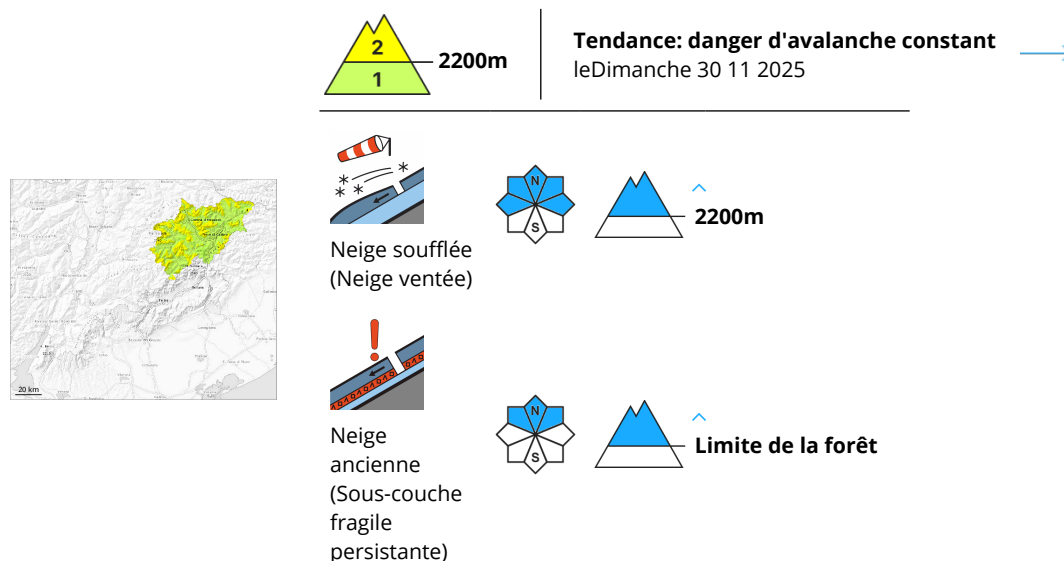 2
1
2200m
Tendance: danger d'avalanche constant
leDimanche 30 11 2025
20 km
Neige soufflée
(Neige ventée)
N
S
2200m
Neige
ancienne
(Sous-couche
fragile
persistante)
N
S
Limite de la forêt